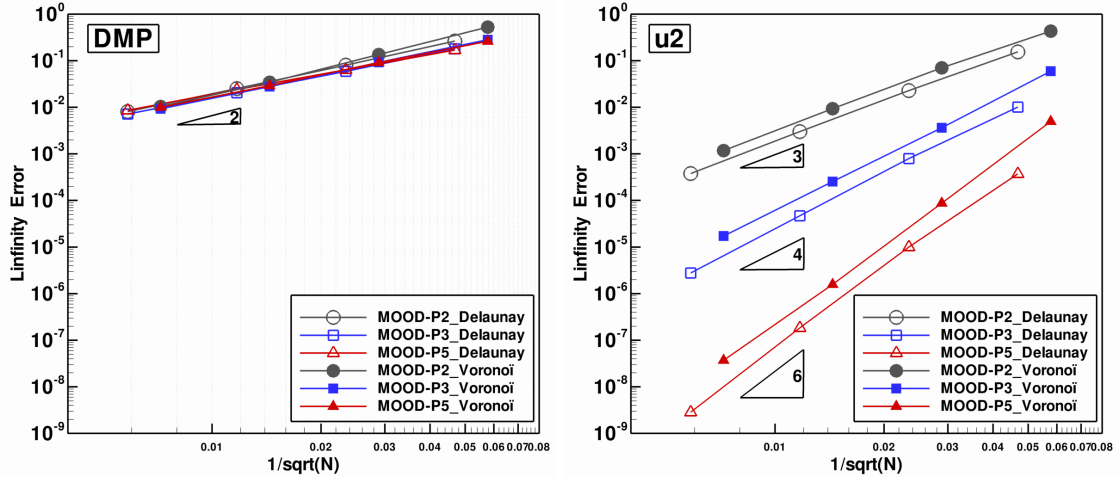 DMP
10^0
10^-1
10^-2
10^-3
10^-4
10^-5
10^-6
10^-7
10^-8
10^-9
Linfinity Error
2
MOOD-P2_Delaunay
MOOD-P3_Delaunay
MOOD-P5_Delaunay
MOOD-P2_Voronoï
MOOD-P3_Voronoï
MOOD-P5_Voronoï
0.01 0.02 0.03 0.04 0.05 0.06 0.07 0.08
1/sqrt(N)
u2
10^0
10^-1
10^-2
10^-3
10^-4
10^-5
10^-6
10^-7
10^-8
10^-9
Linfinity Error
3
4
6
MOOD-P2_Delaunay
MOOD-P3_Delaunay
MOOD-P5_Delaunay
MOOD-P2_Voronoï
MOOD-P3_Voronoï
MOOD-P5_Voronoï
0.01 0.02 0.03 0.04 0.05 0.06 0.07 0.08
1/sqrt(N)